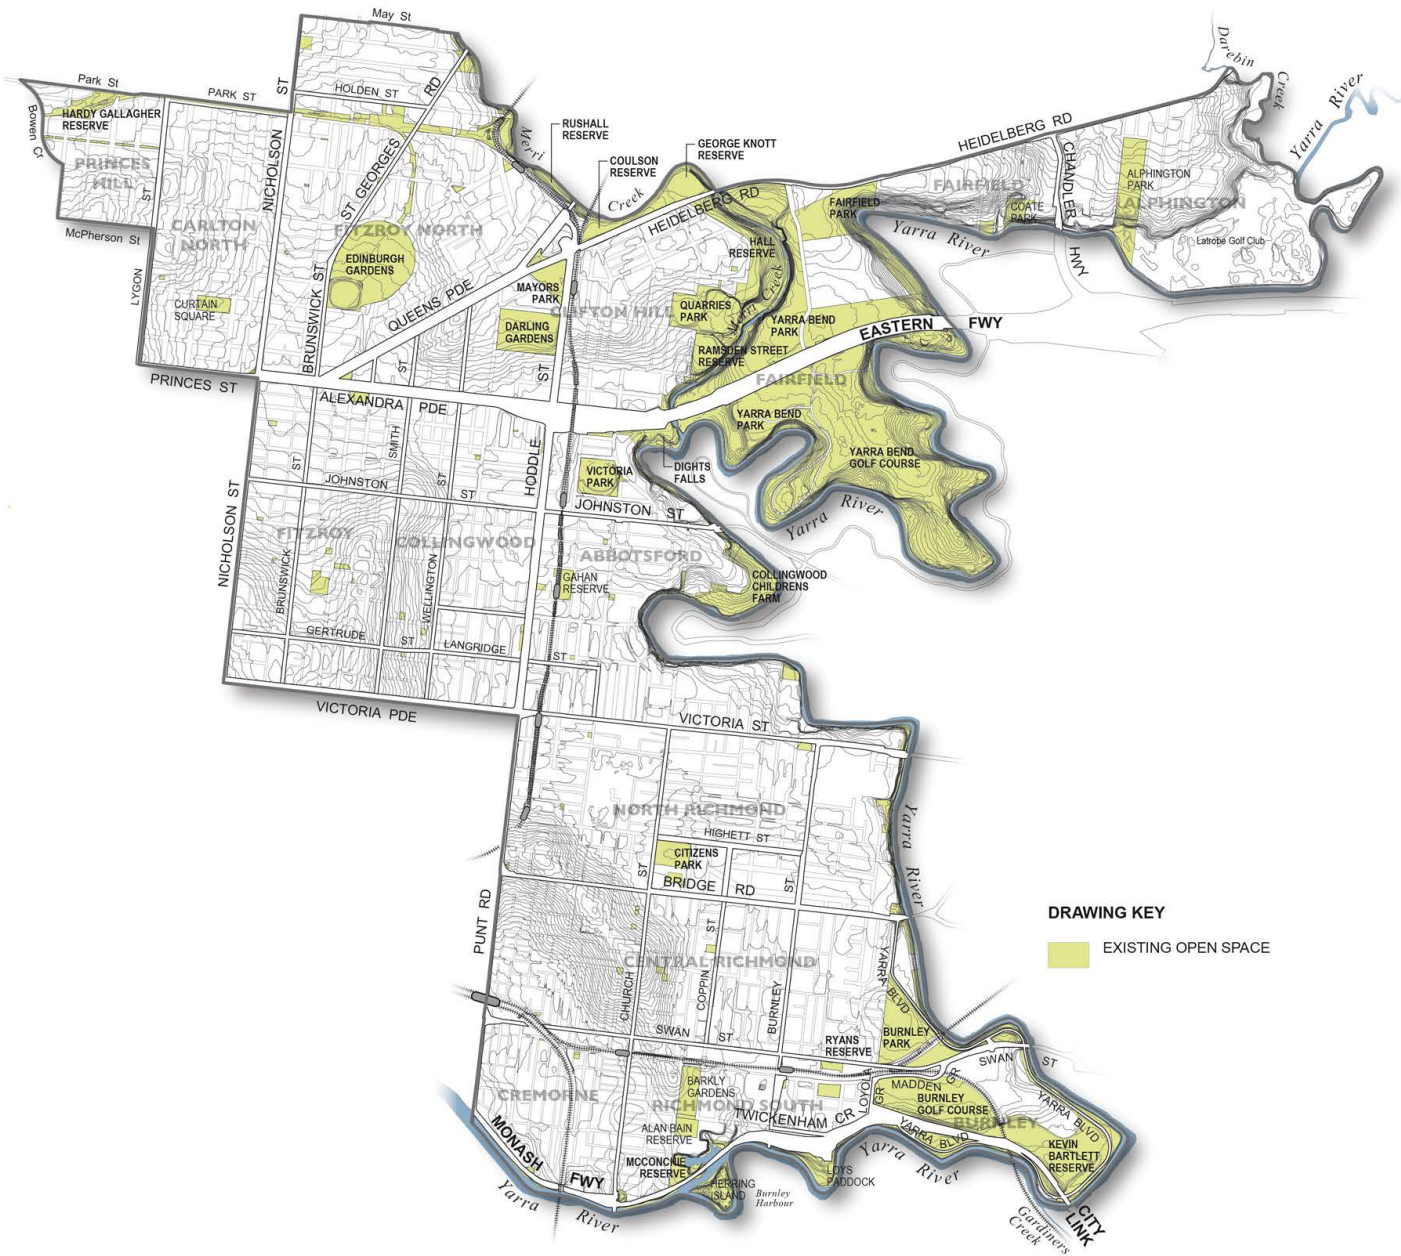 May St
Park St
PARK ST
NICHOLSON ST
HOLDEN ST
ST GEORGES RD
Bowen Cr
HARDY GALLAGHER
RESERVE
PRINCES
HILL
McPherson St
LYGON ST
CARLTON
NORTH
CURTAIN
SQUARE
BRUNSWICK ST
FITZROY NORTH
EDINBURGH
GARDENS
QUEENS PDE
Merri Creek
RUSHALL
RESERVE
COULSON
RESERVE
GEORGE KNOTT
RESERVE
HEIDELBERG RD
HEIDELBERG RD
MAYORS
PARK
DARLING
GARDENS
CLIFTON HILL
HALL
RESERVE
QUARRIES
PARK
Merri Creek
RAMSDEN STREET
RESERVE
YARRA BEND
PARK
FAIRFIELD
PARK
FAIRFIELD
COATE
PARK
CHANDLER HWY
ALPHINGTON
PARK
ALPHINGTON
Latrobe Golf Club
Darebin Creek
Yarra River
Yarra River
EASTERN FWY
FAIRFIELD
YARRA BEND
PARK
YARRA BEND
GOLF COURSE
Yarra River
DIGHTS
FALLS
PRINCES ST
ALEXANDRA PDE
SMITH ST
ST
ST
HODDLE ST
VICTORIA
PARK
JOHNSTON ST
JOHNSTON ST
NICHOLSON ST
FITZROY
COLLINGWOOD
ABBOTSFORD
BRUNSWICK
WELLINGTON
GAHAN
RESERVE
COLLINGWOOD
CHILDRENS
FARM
GERTRUDE ST
LANGRIDGE ST
VICTORIA PDE
VICTORIA ST
NORTH RICHMOND
HIGHETT ST
CITIZENS
PARK
BRIDGE RD
PUNT RD
Yarra River
DRAWING KEY
EXISTING OPEN SPACE
CENTRAL RICHMOND
CHURCH ST
COPPIN ST
BURNLEY ST
YARRA BLVD
SWAN ST
RYANS
RESERVE
BURNLEY
PARK
SWAN ST
CREMORNE
BARKLY
GARDENS
RICHMOND SOUTH
TWICKENHAM CR
LOYOLA GR
MADDEN GR
BURNLEY
GOLF COURSE
BURNLEY
YARRA BLVD
YARRA BLVD
KEVIN
BARTLETT
RESERVE
ALAN BAIN
RESERVE
MCCONCHIE
RESERVE
MONASH FWY
HERRING
ISLAND
Burnley
Harbour
LOYS
PADDOCK
Yarra River
Yarra River
Gardiners
Creek
CITY
LINK